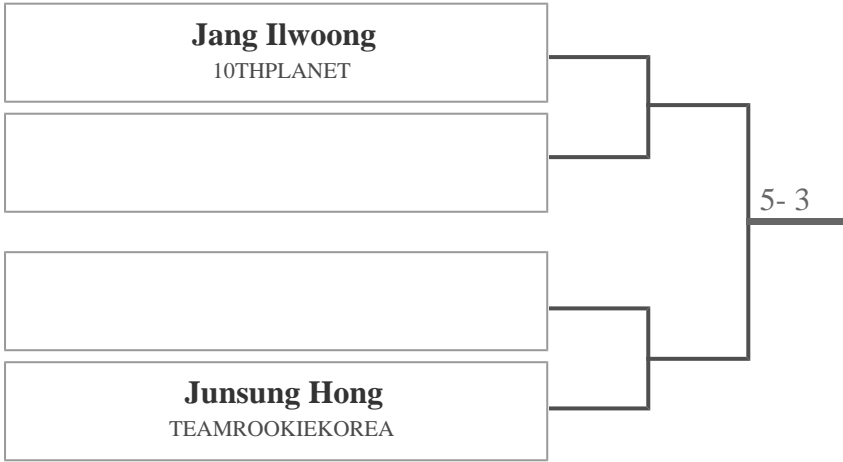 Jang Ilwoong
10THPLANET
5- 3
Junsung Hong
TEAMROOKIEKOREA